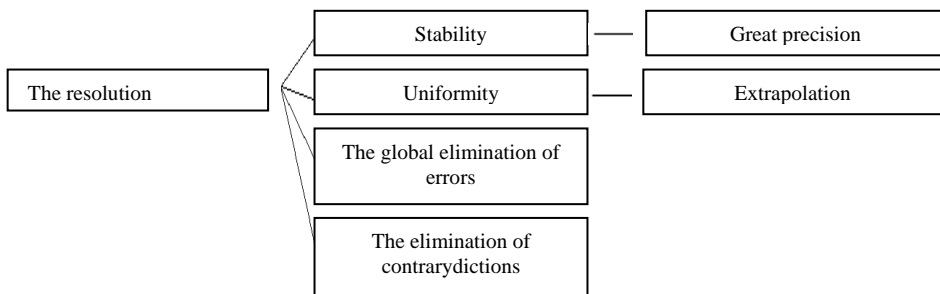 Stability
Great precision
The resolution
Uniformity
Extrapolation
The global elimination of
errors
The elimination of
contrarydictions